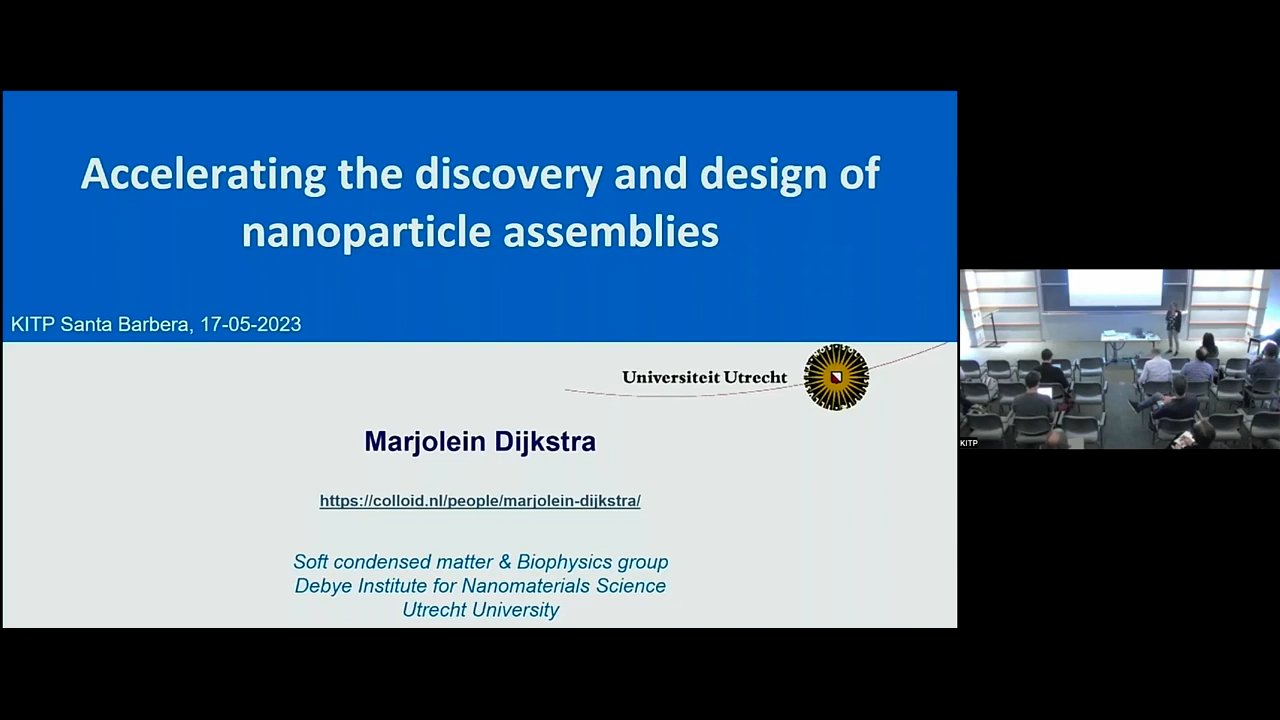 Accelerating the discovery and design of
nanoparticle assemblies
KITP Santa Barbera, 17-05-2023
Universiteit Utrecht
Marjolein Dijkstra
https://colloid.nl/people/marjolein-dijkstra/
Soft condensed matter & Biophysics group
Debye Institute for Nanomaterials Science
Utrecht University
KITP